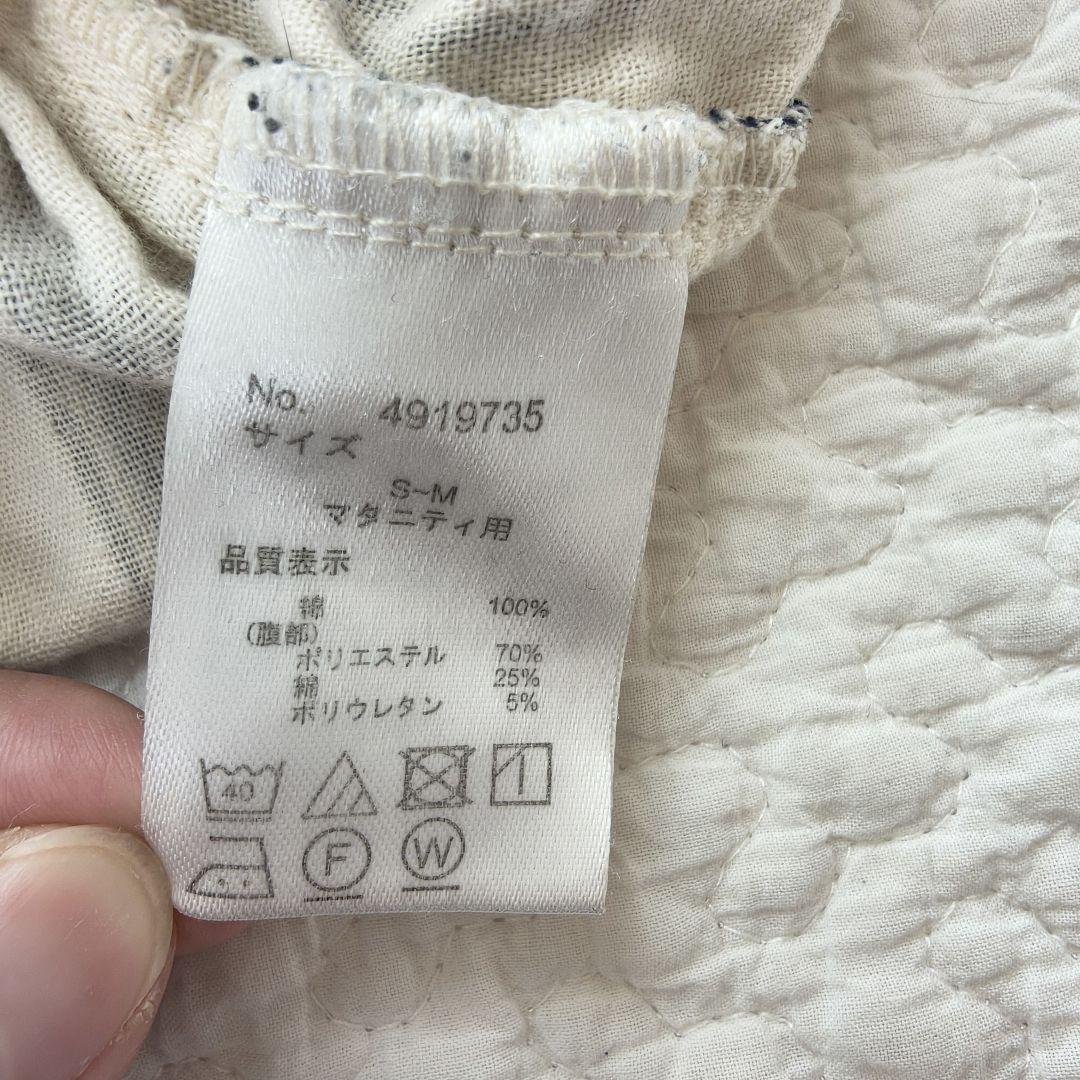 No. 4919735
サイズ
S~M
マタニティ用
品質表示
綿 100%
(腹部)
ポリエステル 70%
綿 25%
ポリウレタン 5%
40
F W